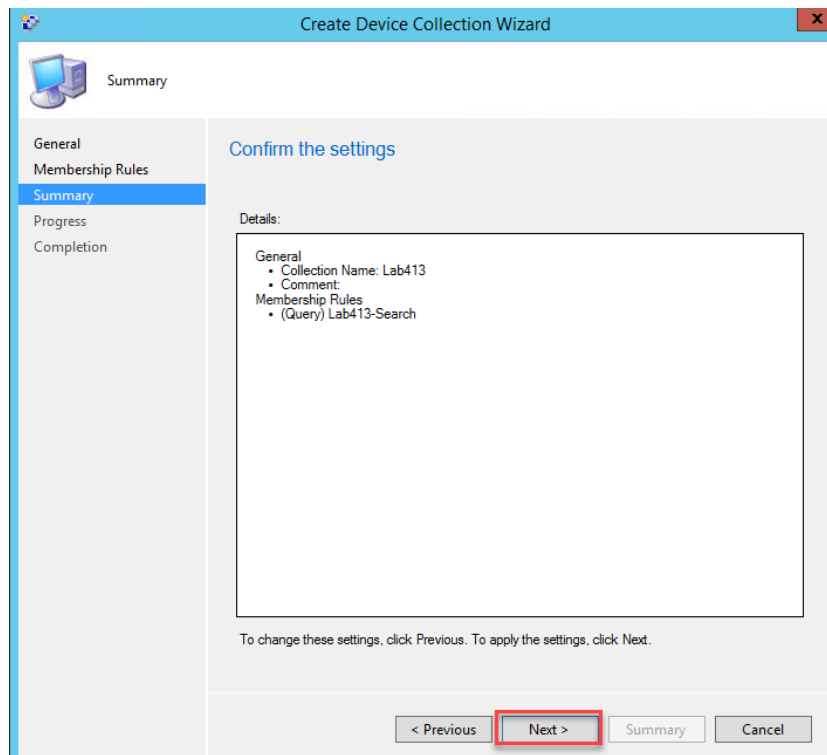 Create Device Collection Wizard
x
Summary
General
Membership Rules
Summary
Progress
Completion
Confirm the settings
Details:
General
• Collection Name: Lab413
• Comment:
Membership Rules
• (Query) Lab413-Search
To change these settings, click Previous. To apply the settings, click Next.
< Previous
Next >
Summary
Cancel